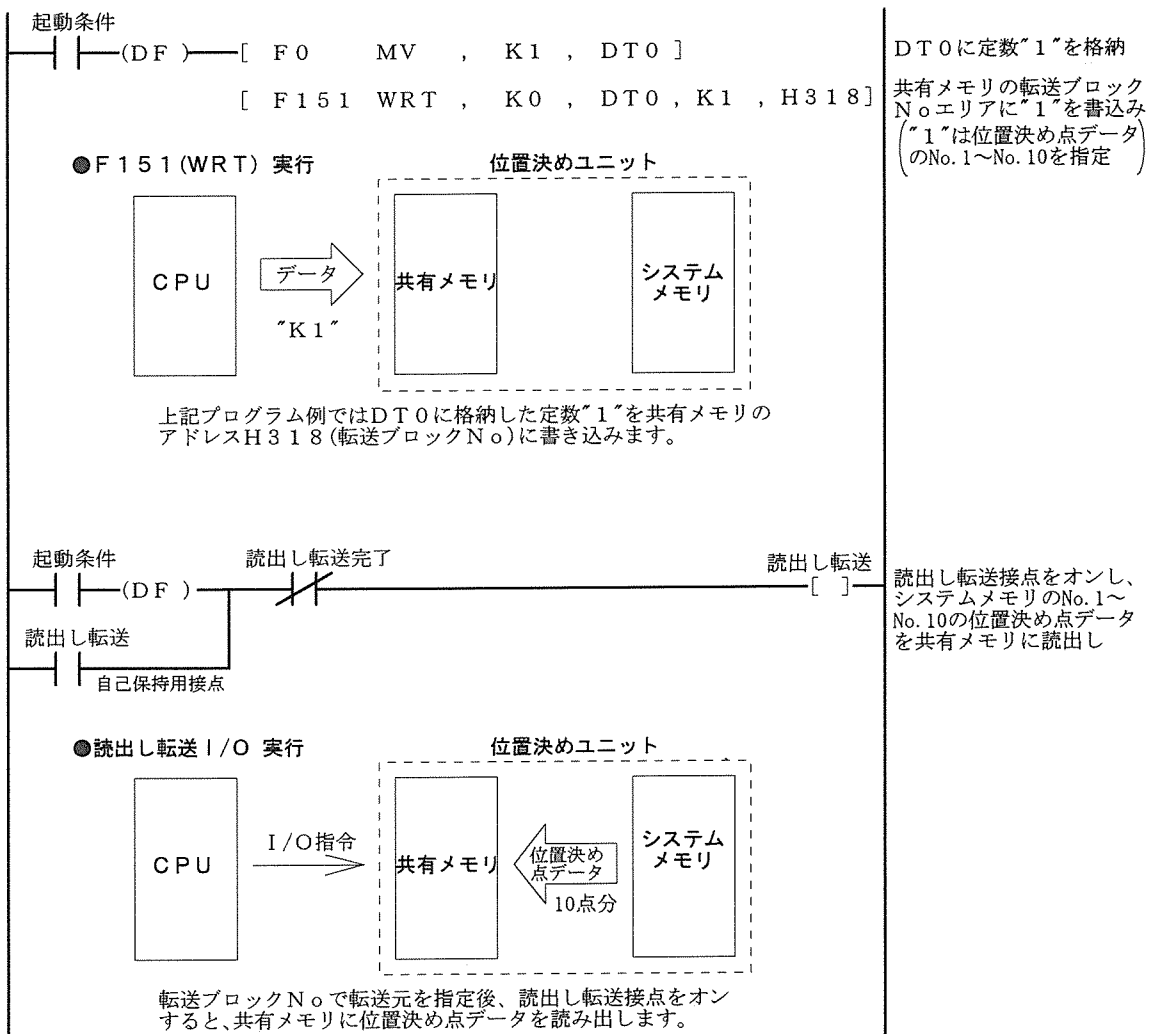 起動条件
(DF) [ F0 MV , K1 , DT0 ]
DT0に定数"1"を格納
[ F151 WRT , K0 , DT0 , K1 , H318]
共有メモリの転送ブロック
Noエリアに"1"を書込み
("1"は位置決め点データ
のNo.1～No.10を指定)
●F151(WRT) 実行
位置決めユニット
CPU
データ
"K1"
共有メモリ
システム
メモリ
上記プログラム例ではDT0に格納した定数"1"を共有メモリの
アドレスH318(転送ブロックNo)に書き込みます。
起動条件
読出し転送完了
読出し転送
(DF)
[ ]
読出し転送
自己保持用接点
読出し転送接点をオンし、
システムメモリのNo.1～
No.10の位置決め点データ
を共有メモリに読出し
●読出し転送I/O 実行
位置決めユニット
CPU
I/O指令
共有メモリ
位置決め
点データ
10点分
システム
メモリ
転送ブロックNoで転送元を指定後、読出し転送接点をオン
すると、共有メモリに位置決め点データを読み出します。